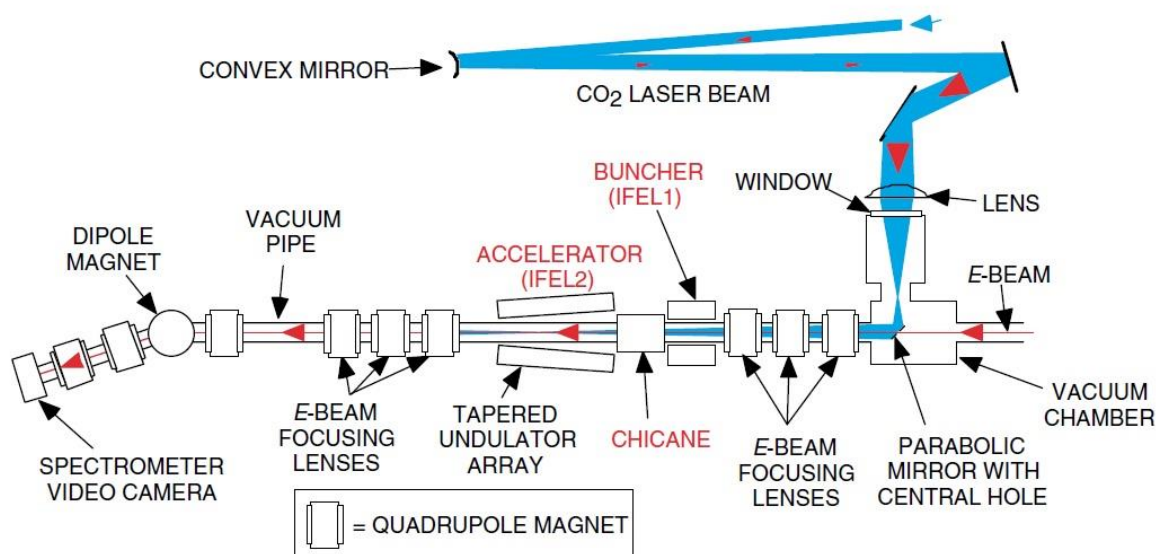 CONVEX MIRROR
CO2 LASER BEAM
BUNCHER
(IFEL1)
WINDOW
LENS
VACUUM
PIPE
DIPOLE
MAGNET
ACCELERATOR
(IFEL2)
E-BEAM
E-BEAM
FOCUSING
LENSES
TAPERED
UNDULATOR
ARRAY
CHICANE
E-BEAM
FOCUSING
LENSES
PARABOLIC
MIRROR WITH
CENTRAL HOLE
VACUUM
CHAMBER
SPECTROMETER
VIDEO CAMERA
= QUADRUPOLE MAGNET